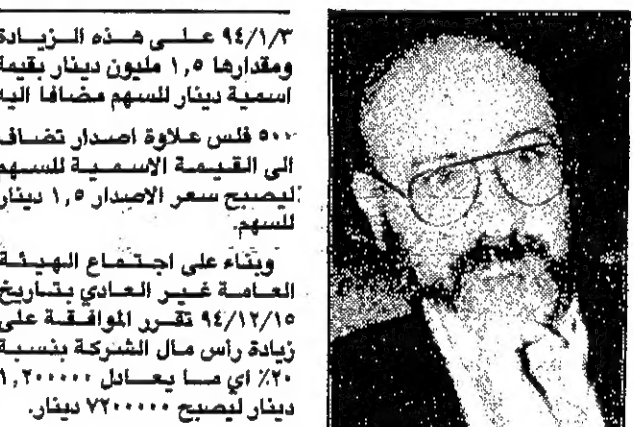 ٩٤/١/٣ على هذه الزيادة
ومقدارها ١,٥ مليون دينار بقيمة
اسمية دينار للسهم مضافا اليه
٥٠٠ فلس علاوة اصدار تضاف
الى القيمة الاسمية للسهم
ليصبح سعر الاصدار ١,٥ دينار
للسهم.
وبناء على اجتماع الهيئة
العامة غير العادي بتاريخ
٩٤/١٢/١٥ تقرر الموافقة على
زيادة رأس مال الشركة بنسبة
٢٠٪ اي ما يعادل ١,٢٠٠٠٠٠
دينار ليصبح ٧٢٠٠٠٠٠ دينار.